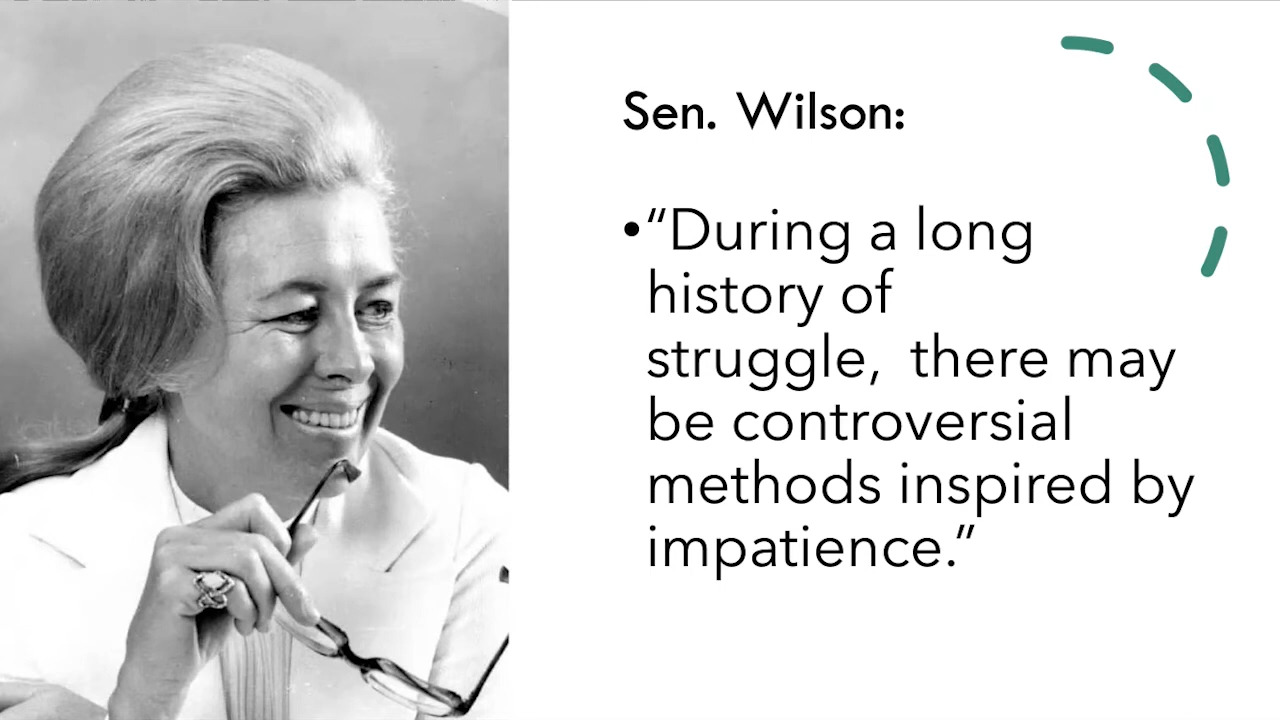 Sen. Wilson:
•“During a long
history of
struggle,  there may
be controversial
methods inspired by
impatience.”